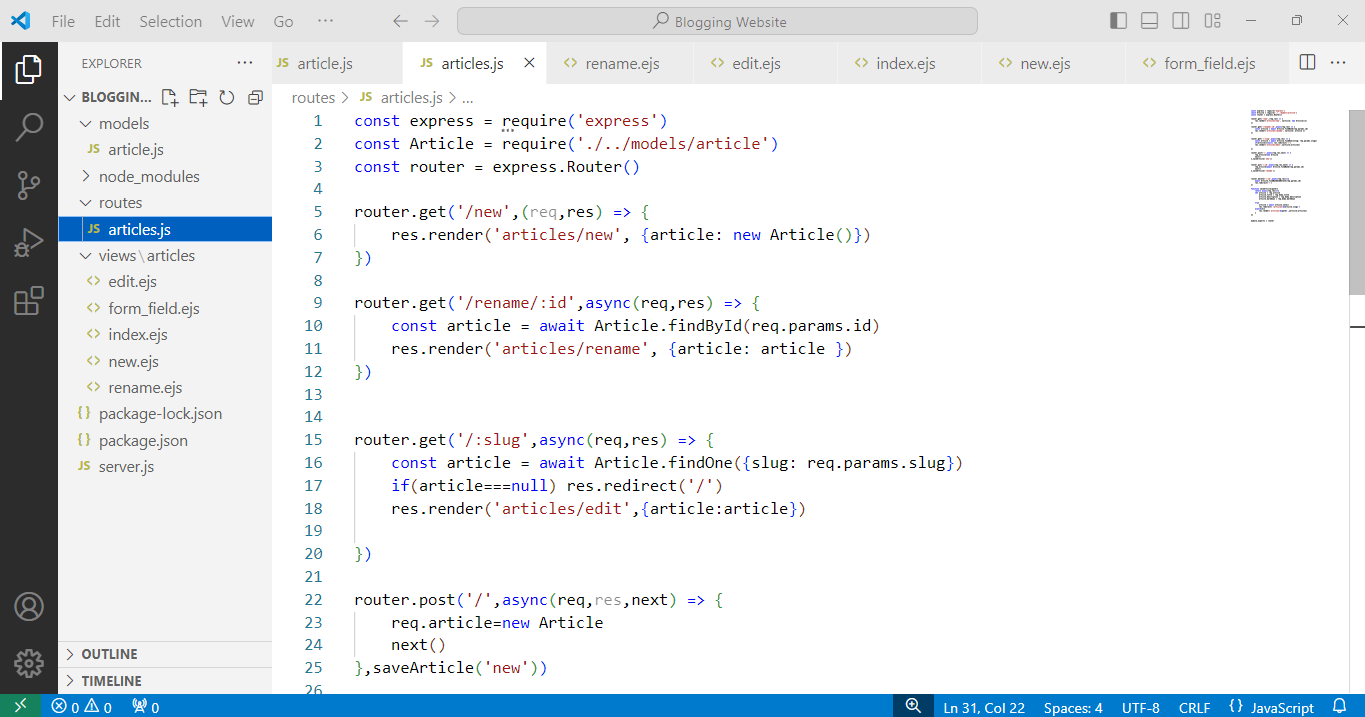 File Edit Selection View Go ···
Blogging Website
EXPLORER ···
JS article.js
JS articles.js
<> rename.ejs
<> edit.ejs
<> index.ejs
<> new.ejs
<> form_field.ejs
BLOGGIN...
models
JS article.js
node_modules
routes
JS articles.js
views\articles
<> edit.ejs
<> form_field.ejs
<> index.ejs
<> new.ejs
<> rename.ejs
{} package-lock.json
{} package.json
JS server.js
OUTLINE
TIMELINE
routes > JS articles.js > ...
1 const express = require('express')
2 const Article = require('./../models/article')
3 const router = express.Router()
4
5 router.get('/new',(req,res) => {
6     res.render('articles/new', {article: new Article()})
7 })
8
9 router.get('/rename/:id',async(req,res) => {
10     const article = await Article.findById(req.params.id)
11     res.render('articles/rename', {article: article })
12 })
13
14
15 router.get('/:slug',async(req,res) => {
16     const article = await Article.findOne({slug: req.params.slug})
17     if(article===null) res.redirect('/')
18     res.render('articles/edit',{article:article})
19
20 })
21
22 router.post('/',async(req,res,next) => {
23     req.article=new Article
24     next()
25 },saveArticle('new'))
26
0 0 0
Ln 31, Col 22 Spaces: 4 UTF-8 CRLF {} JavaScript